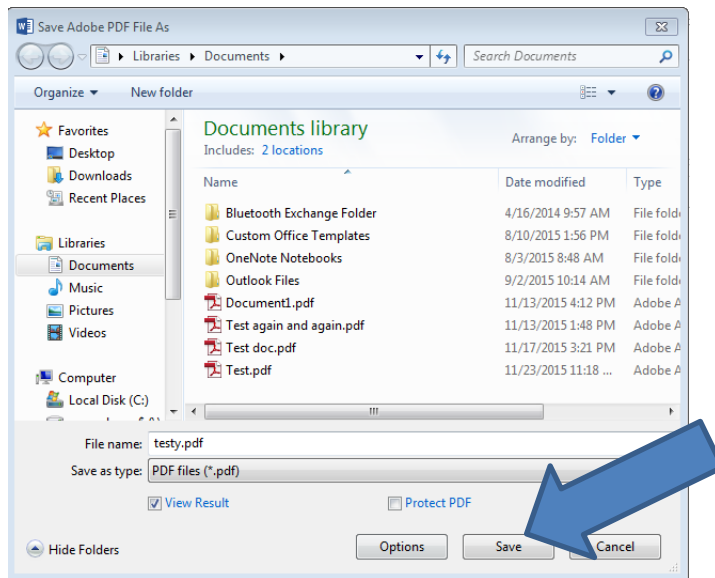 Save Adobe PDF File As
Libraries Documents
Search Documents
Organize New folder
Favorites
Desktop
Downloads
Recent Places
Libraries
Documents
Music
Pictures
Videos
Computer
Local Disk (C:)
Documents library
Includes: 2 locations
Arrange by: Folder
Name Date modified Type
Bluetooth Exchange Folder 4/16/2014 9:57 AM File folde
Custom Office Templates 8/10/2015 1:56 PM File folde
OneNote Notebooks 8/3/2015 8:48 AM File folde
Outlook Files 9/2/2015 10:14 AM File folde
Document1.pdf 11/13/2015 4:12 PM Adobe A
Test again and again.pdf 11/13/2015 1:48 PM Adobe A
Test doc.pdf 11/17/2015 3:21 PM Adobe A
Test.pdf 11/23/2015 11:18 ... Adobe A
File name: testy.pdf
Save as type: PDF files (*.pdf)
View Result Protect PDF
Hide Folders Options Save Cancel